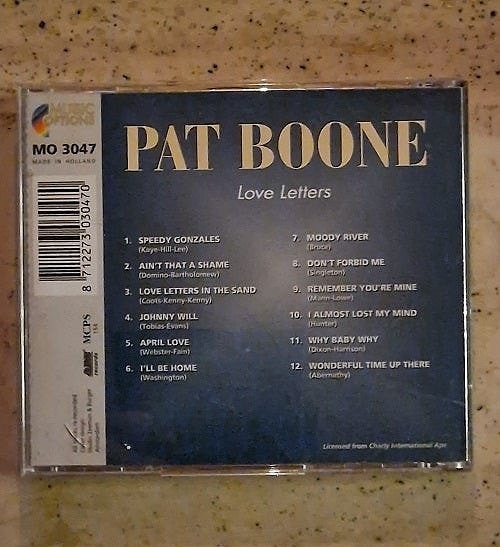 MUSIC
OPTIONS
MO 3047
MADE IN HOLLAND
8 712273 030470
MCPS
PAT BOONE
Love Letters
1. SPEEDY GONZALES
(Kaye-Hill-Lee)
2. AIN'T THAT A SHAME
(Domino-Bartholomew)
3. LOVE LETTERS IN THE SAND
(Coots-Kenny-Kenny)
4. JOHNNY WILL
(Tobias-Evans)
5. APRIL LOVE
(Webster-Fain)
6. I'LL BE HOME
(Washington)
7. MOODY RIVER
(Bruce)
8. DON'T FORBID ME
(Singleton)
9. REMEMBER YOU'RE MINE
(Mann-Lowe)
10. I ALMOST LOST MY MIND
(Hunter)
11. WHY BABY WHY
(Dixon-Harrison)
12. WONDERFUL TIME UP THERE
(Abernathy)
Licensed from Charly International Aps